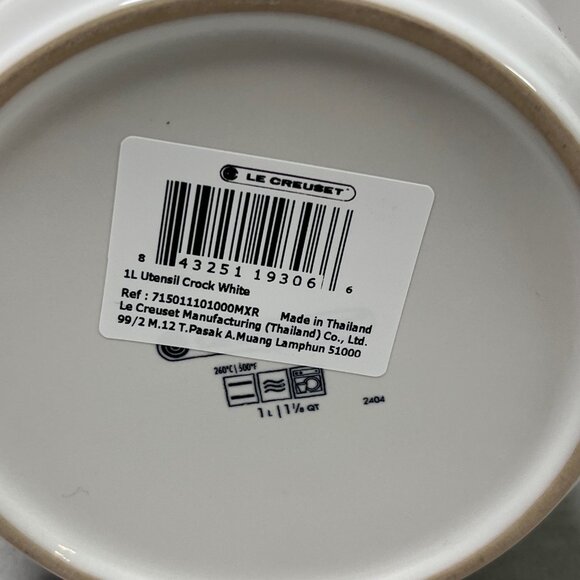 LE CREUSET
8 43251 19306 6
1L Utensil Crock White
Ref : 715011101000MXR Made in Thailand
Le Creuset Manufacturing (Thailand) Co., Ltd.
99/2 M.12 T.Pasak A.Muang Lamphun 51000
260°C | 500°F
1 L | 1⅛ QT
2404